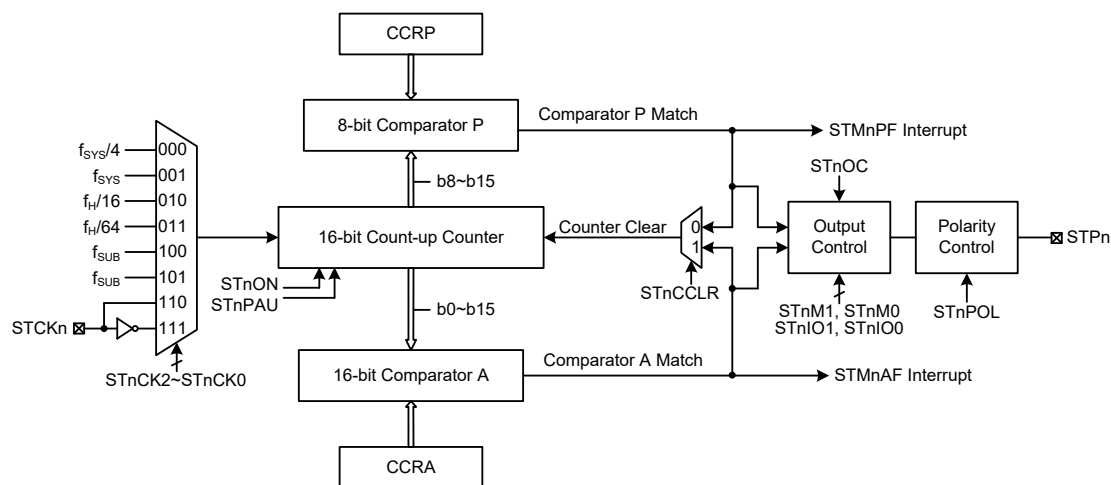 CCRP
8-bit Comparator P
Comparator P Match
STMnPF Interrupt
b8~b15
fSYS/4
000
fSYS
001
fH/16
010
fH/64
011
fSUB
100
fSUB
101
110
111
STCKn
STnCK2~STnCK0
16-bit Count-up Counter
STnON
STnPAU
Counter Clear
0
1
STnCCLR
STnOC
Output
Control
STnM1, STnM0
STnIO1, STnIO0
Polarity
Control
STnPOL
STPn
b0~b15
16-bit Comparator A
Comparator A Match
STMnAF Interrupt
CCRA